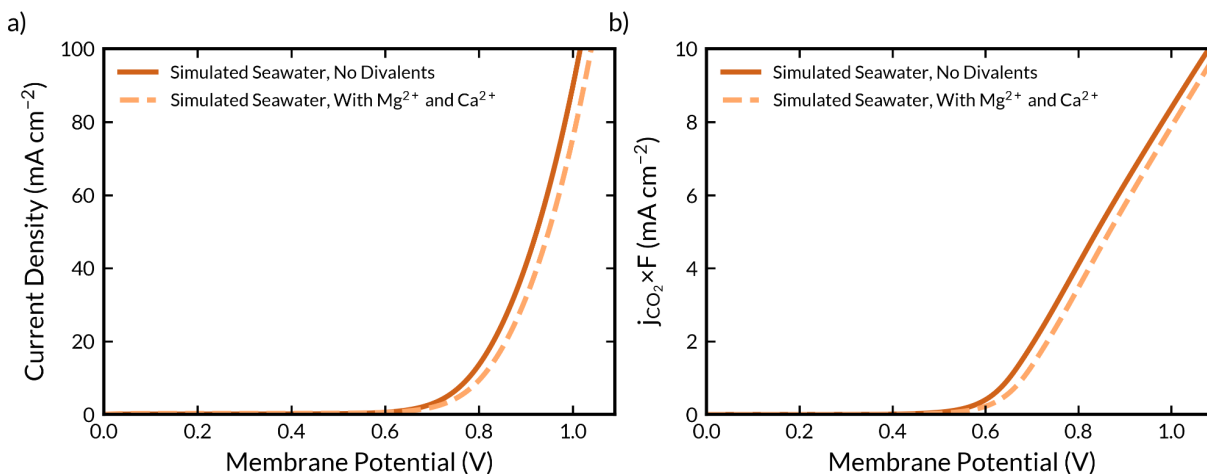 a)
Current Density (mA cm⁻²)
100
80
60
40
20
0
Simulated Seawater, No Divalents
Simulated Seawater, With Mg²⁺ and Ca²⁺
0.0 0.2 0.4 0.6 0.8 1.0
Membrane Potential (V)
b)
jCO₂×F (mA cm⁻²)
10
8
6
4
2
0
Simulated Seawater, No Divalents
Simulated Seawater, With Mg²⁺ and Ca²⁺
0.0 0.2 0.4 0.6 0.8 1.0
Membrane Potential (V)